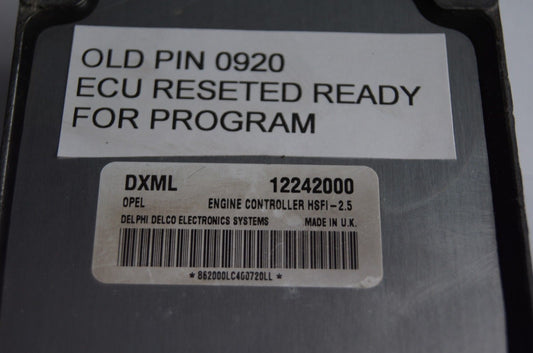 OLD PIN 0920
ECU RESETED READY
FOR PROGRAM
DXML 12242000
OPEL ENGINE CONTROLLER HSFI-2.5
DELPHI DELCO ELECTRONICS SYSTEMS MADE IN U.K.
*862000LC4G0720LL*